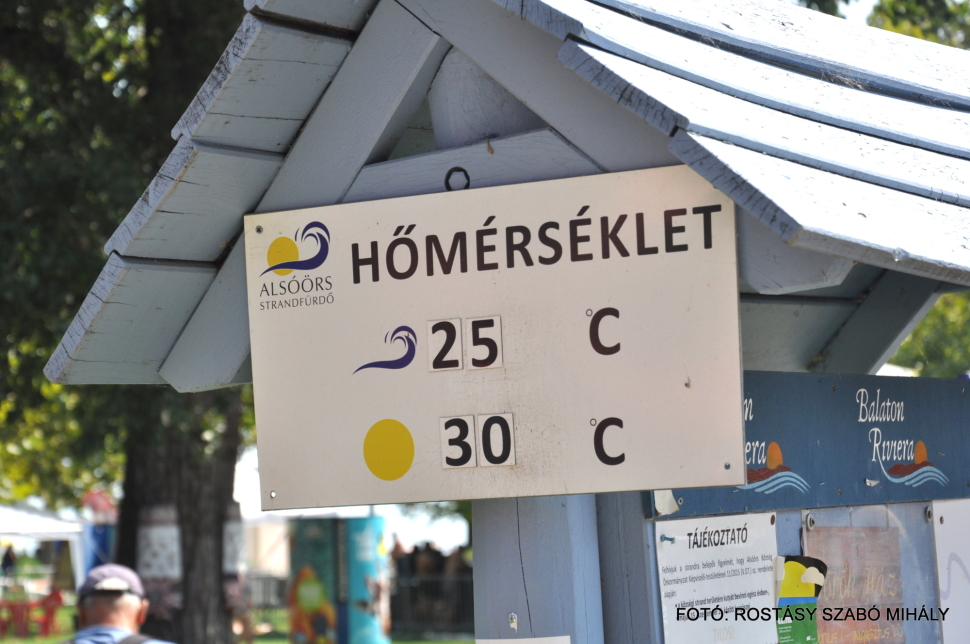 HŐMÉRSÉKLET
ALSÓÖRS
STRANDFÜRDŐ
25 °C
30 °C
Balaton
Riviera
TÁJÉKOZTATÓ
FOTÓ: ROSTÁSY SZABÓ MIHÁLY